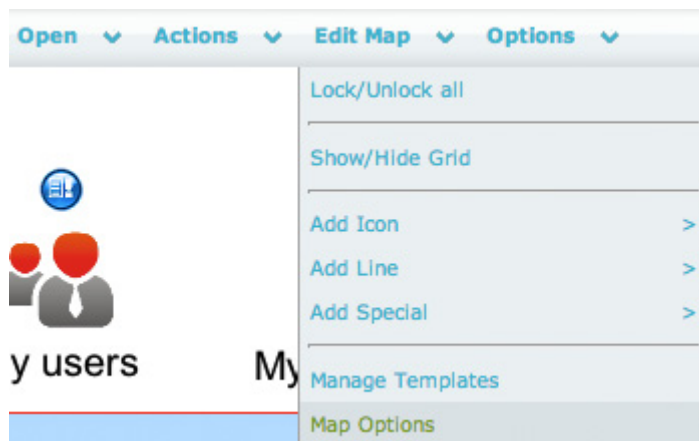 Open Actions Edit Map Options
Lock/Unlock all
Show/Hide Grid
Add Icon >
Add Line >
Add Special >
y users My
Manage Templates
Map Options